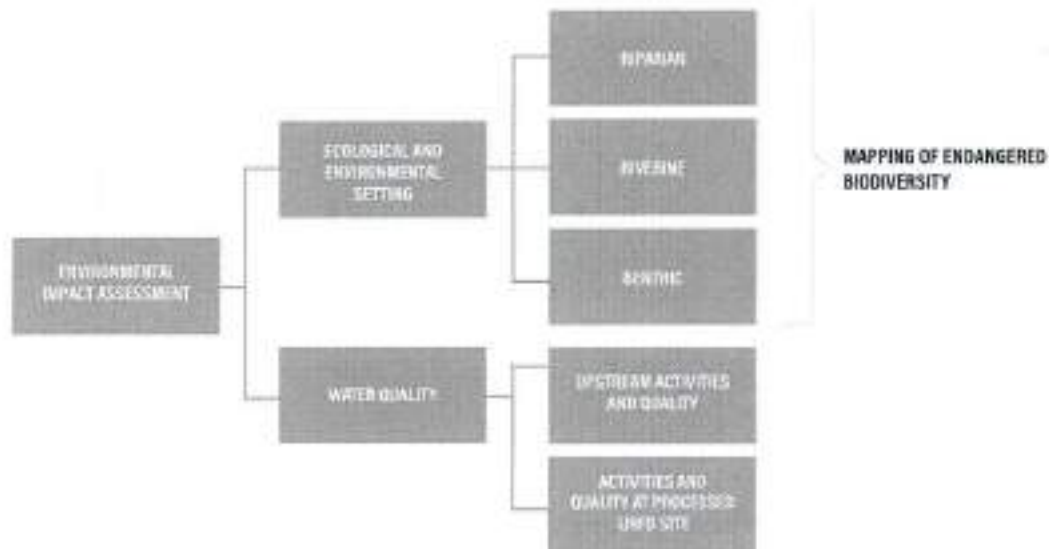 ENVIRONMENTAL
IMPACT ASSESSMENT
ECOLOGICAL AND
ENVIRONMENTAL
SETTING
RIPARIAN
RIVERINE
BENTHIC
MAPPING OF ENDANGERED
BIODIVERSITY
WATER QUALITY
UPSTREAM ACTIVITIES
AND QUALITY
ACTIVITIES AND
QUALITY AT
SITE